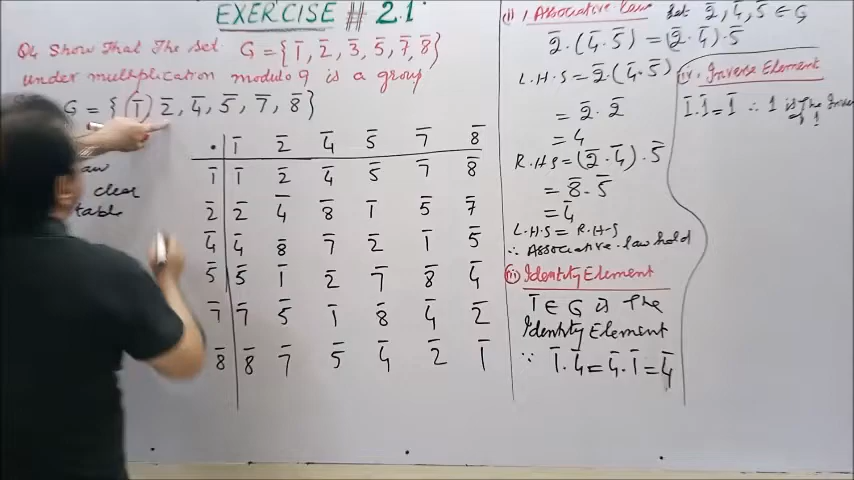 EXERCISE # 2.1
Q4 Show That The set G = {1̄, 2̄, 3̄, 5̄, 7̄, 8̄}
under multiplication modulo 9 is a group
G = {1̄, 2̄, 4̄, 5̄, 7̄, 8̄}
clear
table
· 1̄ 2̄ 4̄ 5̄ 7̄ 8̄
1̄ 1̄ 2̄ 4̄ 5̄ 7̄ 8̄
2̄ 2̄ 4̄ 8̄ 1̄ 5̄ 7̄
4̄ 4̄ 8̄ 7̄ 2̄ 1̄ 5̄
5̄ 5̄ 1̄ 2̄ 7̄ 8̄ 4̄
7̄ 7̄ 5̄ 1̄ 8̄ 4̄ 2̄
8̄ 8̄ 7̄ 5̄ 4̄ 2̄ 1̄
(ii) Associative law let 2̄, 4̄, 5̄ ∈ G
2̄·(4̄·5̄) = (2̄·4̄)·5̄
L.H.S = 2̄·(4̄·5̄)
= 2̄·2̄
= 4̄
R.H.S = (2̄·4̄)·5̄
= 8̄·5̄
= 4̄
L.H.S = R.H.S
∴ Associative law hold
(iii) Identity Element
1̄ ∈ G is The
Identity Element
∵ 1̄·4̄ = 4̄·1̄ = 4̄
iv. Inverse Element
1̄·1̄ = 1̄ ∴ 1 is The Inver
of 1